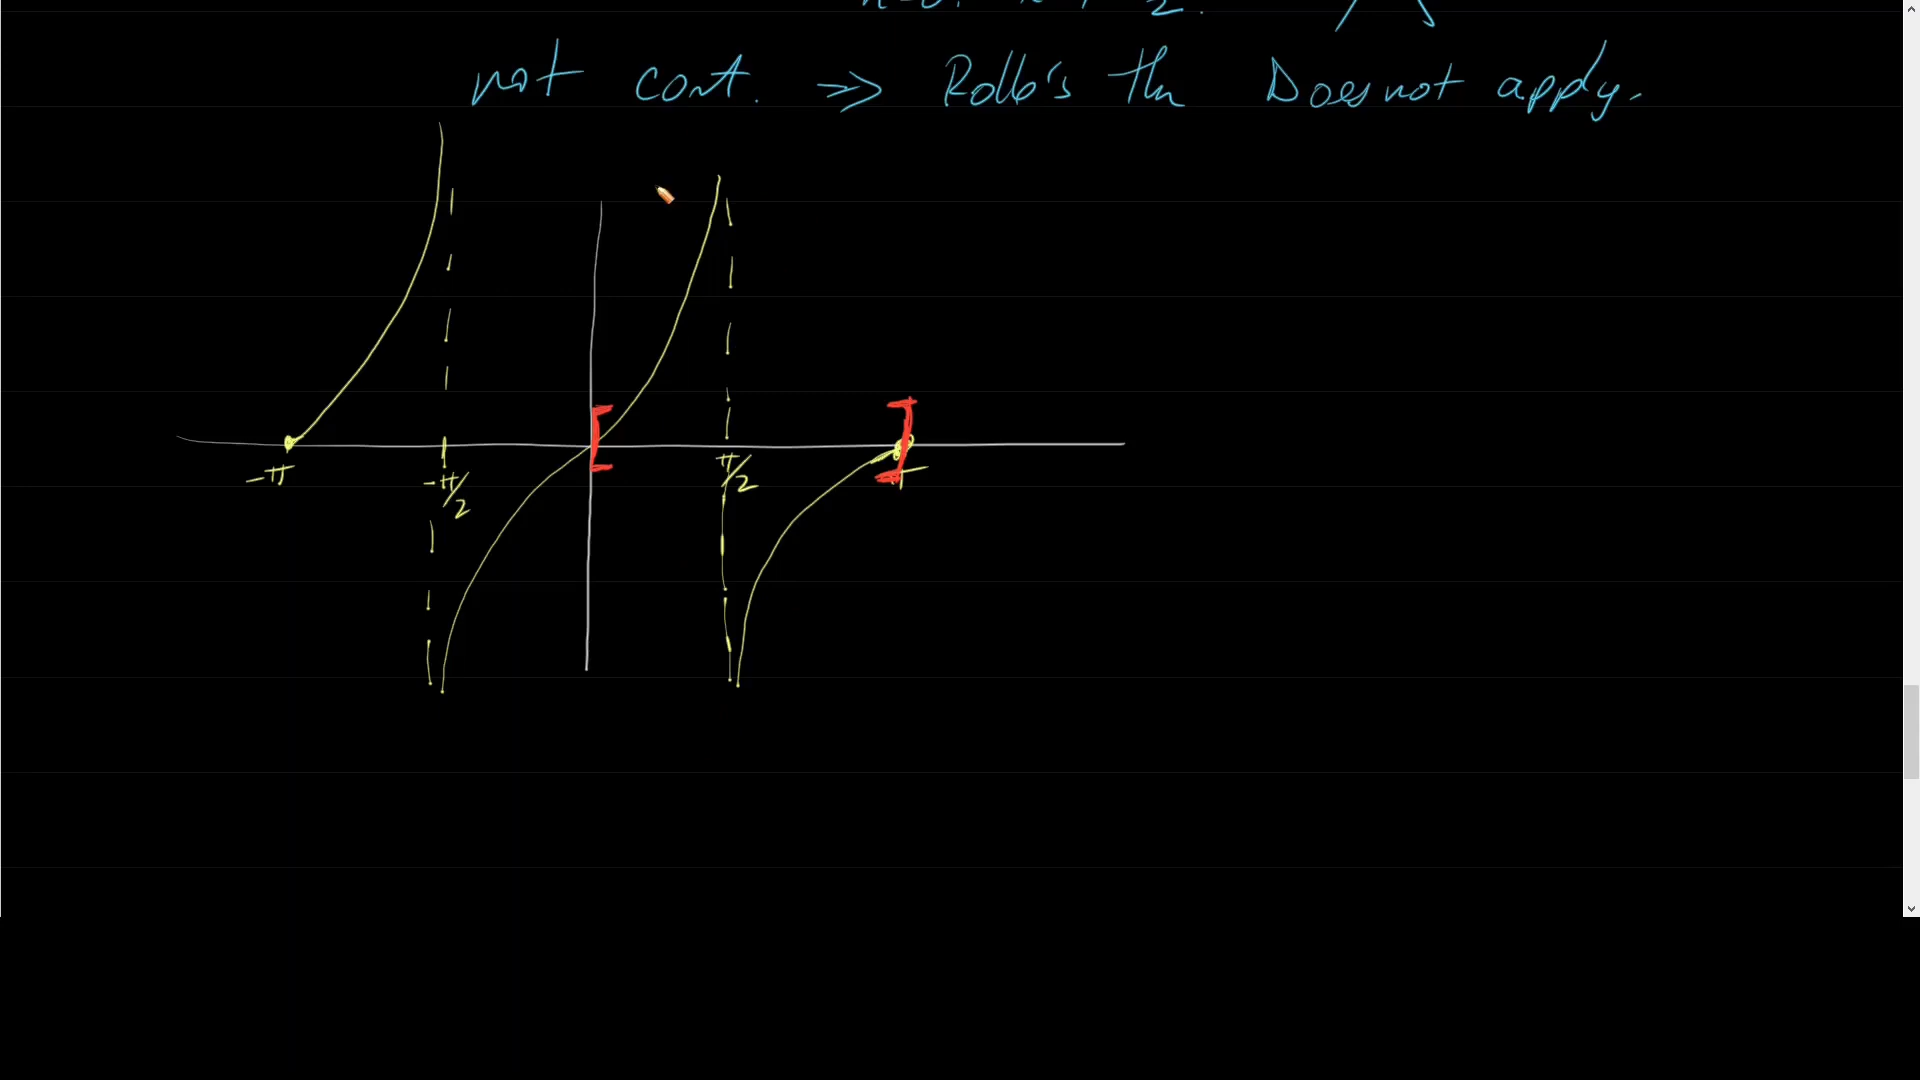 not cont. ⇒ Rolle's Thm Does not apply.
-π
-π/2
π/2
π